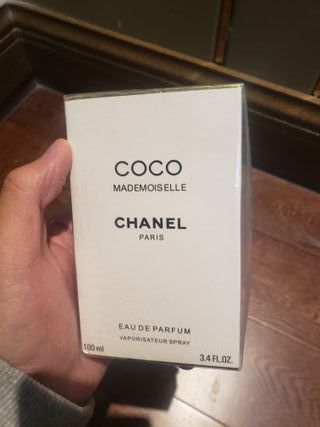 COCO
MADEMOISELLE
CHANEL
PARIS
EAU DE PARFUM
VAPORISATEUR SPRAY
100 ml
3.4 FL.OZ.